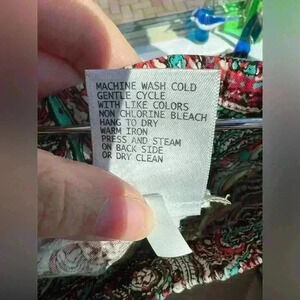 MACHINE WASH COLD
GENTLE CYCLE
WITH LIKE COLORS
NON CHLORINE BLEACH
HANG TO DRY
WARM IRON
PRESS AND STEAM
ON BACK SIDE
OR DRY CLEAN